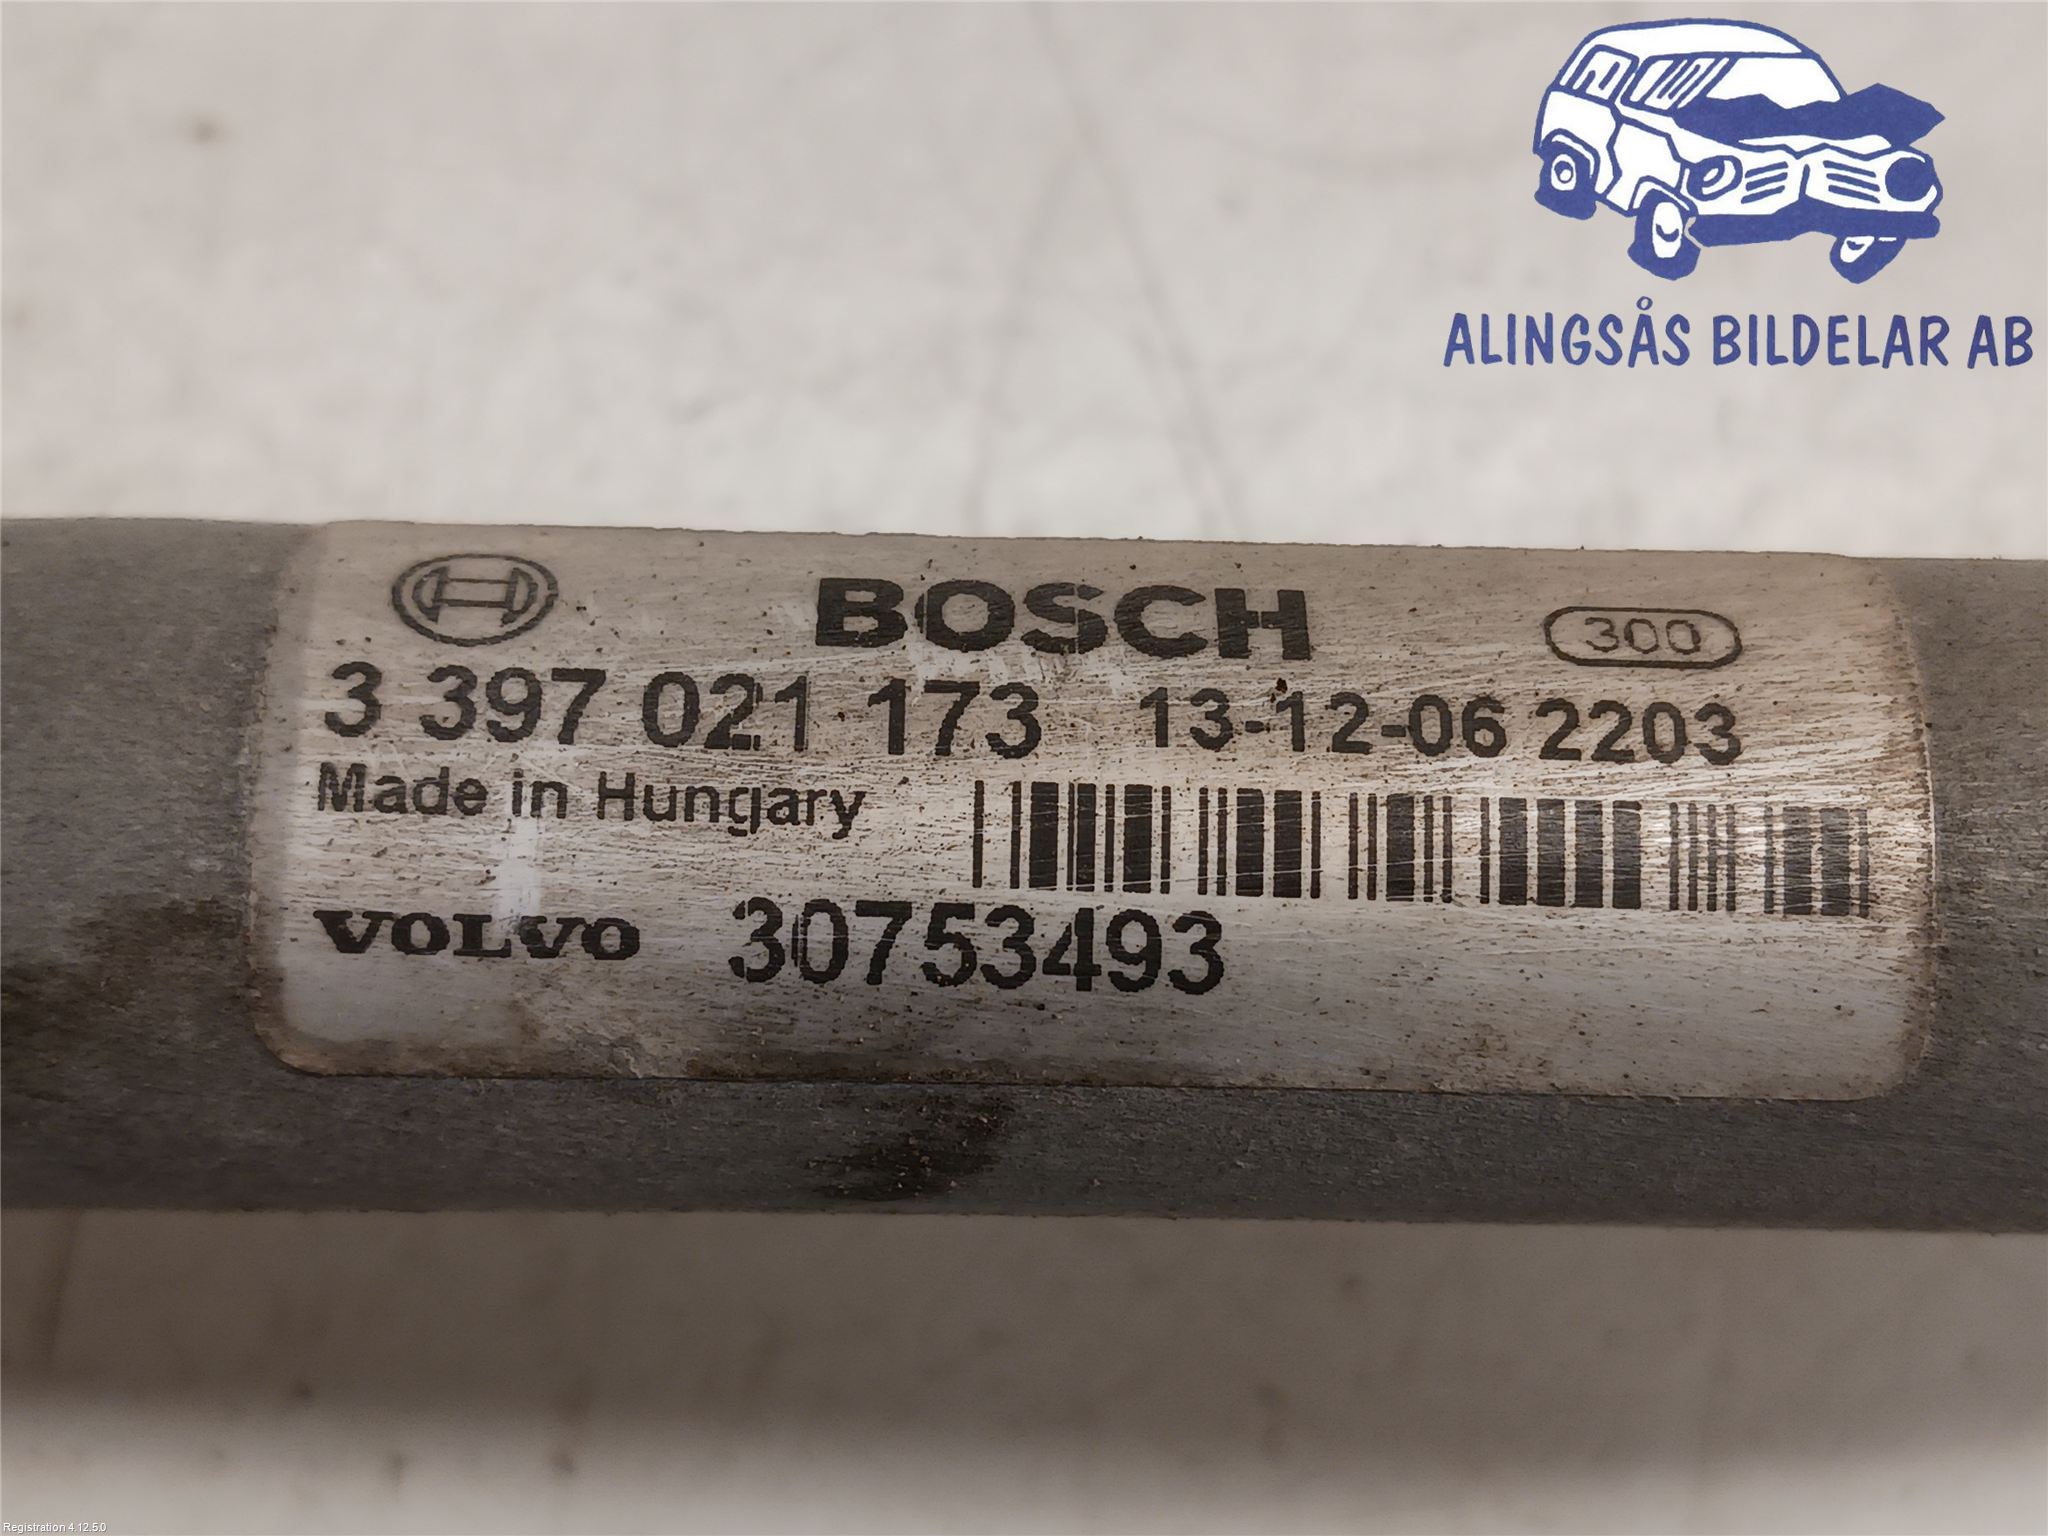 ALINGSÅS BILDELAR AB
BOSCH
300
3 397 021 173 13-12-06 2203
Made in Hungary
VOLVO 30753493
Registration 4.12.5.0